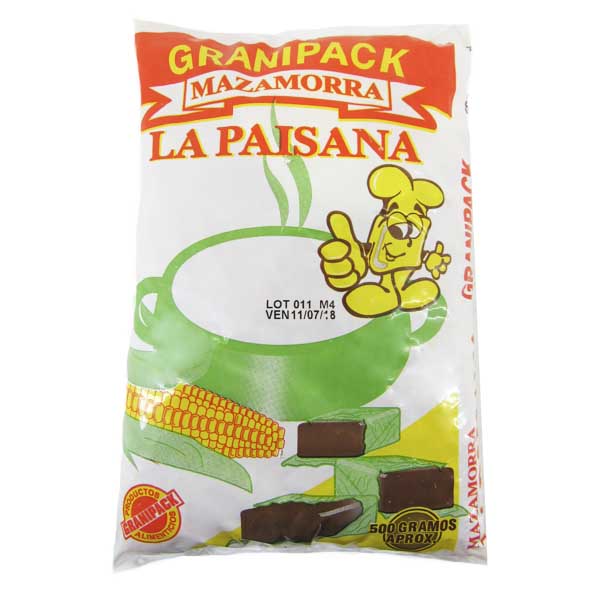 GRANIPACK
MAZAMORRA
LA PAISANA
LOT 011 M4
VEN 11/07/18
PRODUCTOS
GRANIPACK
ALIMENTICIOS
500 GRAMOS
APROX.
GRANIPACK
MAZAMORRA